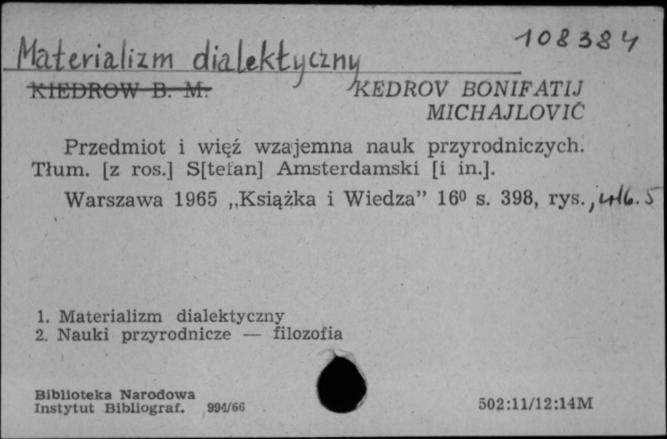 108384
Materializm dialektyczny
KIEDROW B. M. KEDROV BONIFATIJ
MICHAJLOVIČ
Przedmiot i więź wzajemna nauk przyrodniczych.
Tłum. [z ros.] S[tefan] Amsterdamski [i in.].
Warszawa 1965 „Książka i Wiedza” 16⁰ s. 398, rys.,
1. Materializm dialektyczny
2. Nauki przyrodnicze — filozofia
Biblioteka Narodowa
Instytut Bibliograf. 994/66
502:11/12:14M